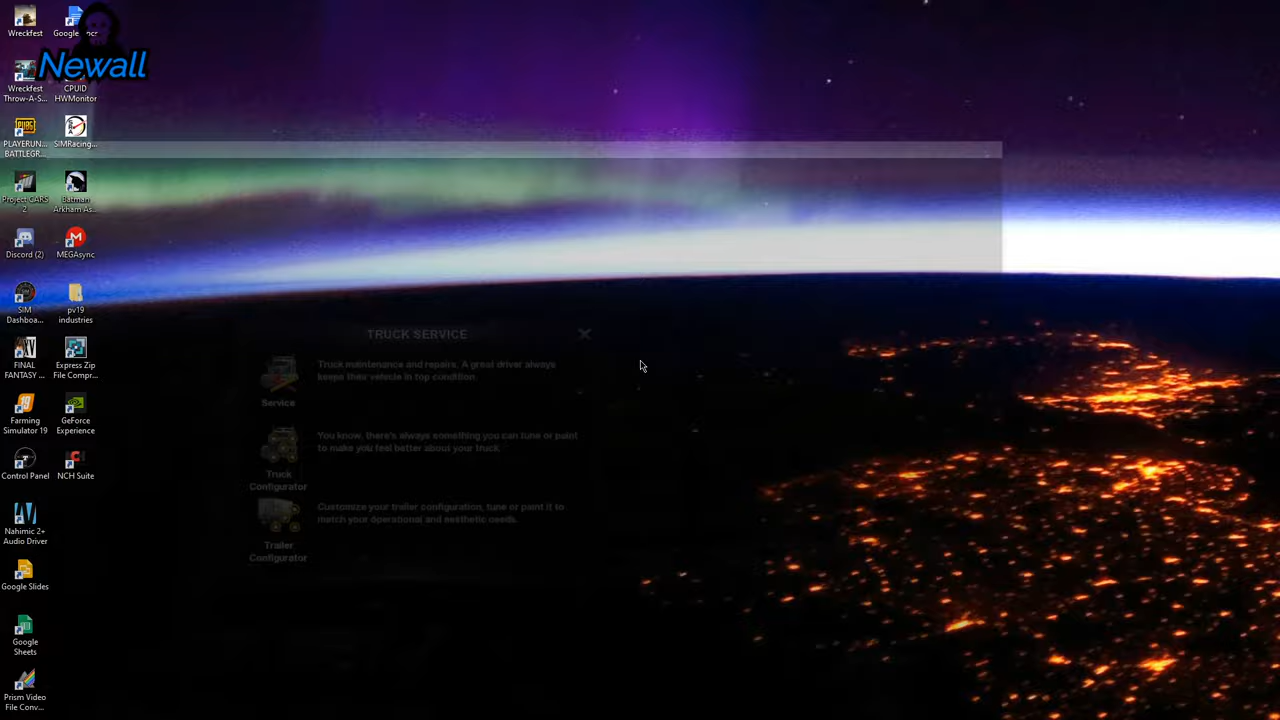 Wreckfest
Google
Newall
Wreckfest
Throw-A-S...
CPUID
HWMonitor
PLAYERUN...
BATTLEGR...
SIMRacing...
Project CARS
2
Batman
Arkham As...
Discord (2)
MEGAsync
SIM
Dashboa...
pv19
industries
FINAL
FANTASY ...
Express Zip
File Compr...
Farming
Simulator 19
GeForce
Experience
Control Panel
NCH Suite
Nahimic 2+
Audio Driver
Google Slides
Google
Sheets
Prism Video
File Conv...
TRUCK SERVICE
Truck maintenance and repairs. A great driver always
keeps their vehicle in top condition.
Service
You know, there's always something you can tune or paint
to make you feel better about your truck.
Truck
Configurator
Customize your trailer configuration, tune or paint it to
match your operational and aesthetic needs.
Trailer
Configurator